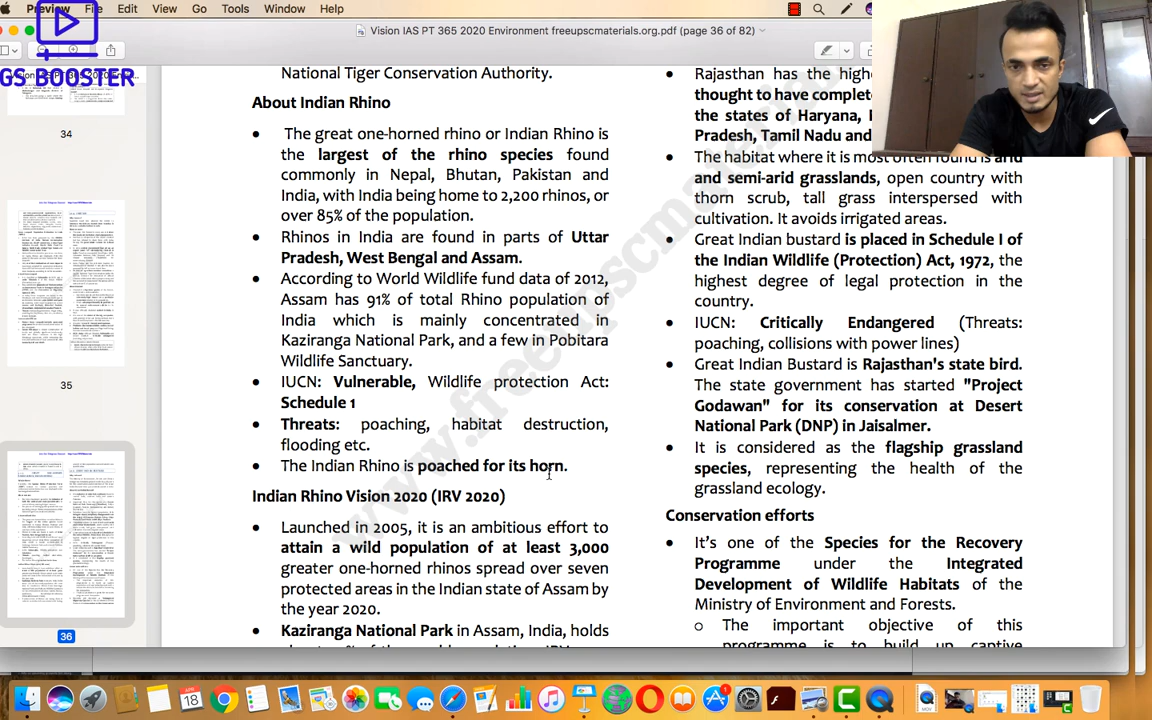 Preview File Edit View Go Tools Window Help
Vision IAS PT 365 2020 Environment freeupscmaterials.org.pdf (page 36 of 82)
GS BOOSTER
34
35
36
National Tiger Conservation Authority.
About Indian Rhino
• The great one-horned rhino or Indian Rhino is
the largest of the rhino species found
commonly in Nepal, Bhutan, Pakistan and
India, with India being home to 2,200 rhinos, or
over 85% of the population.
• Rhinos in India are found in parts of Uttar
Pradesh, West Bengal and Assam.
• According to World Wildlife Fund area of 2012,
Assam has 91% of total Rhino population of
India which is mainly concentrated in
Kaziranga National Park, and a few in Pobitara
Wildlife Sanctuary.
• IUCN: Vulnerable, Wildlife protection Act:
Schedule 1
• Threats: poaching, habitat destruction,
flooding etc.
• The Indian Rhino is poached for its horn.
Indian Rhino Vision 2020 (IRV 2020)
• Launched in 2005, it is an ambitious effort to
attain a wild population of at least 3,000
greater one-horned rhinos spread over seven
protected areas in the Indian state of Assam by
the year 2020.
• Kaziranga National Park in Assam, India, holds
• Rajasthan has the
thought to have
the states of Haryana,
Pradesh, Tamil Nadu and
• The habitat where it is most often found is arid
and semi-arid grasslands, open country with
thorn scrub, tall grass interspersed with
cultivation. It avoids irrigated areas.
• Great Indian bustard is placed in Schedule I of
the Indian Wildlife (Protection) Act, 1972, the
highest degree of legal protection in the
country.
• IUCN: Critically Endangered (Threats:
poaching, collisions with power lines)
• Great Indian Bustard is Rajasthan's state bird.
The state government has started "Project
Godawan" for its conservation at Desert
National Park (DNP) in Jaisalmer.
• It is considered as the flagship grassland
species, representing the health of the
grassland ecology.
Conservation efforts
• It's one of the Species for the Recovery
Programme under the Integrated
Development of Wildlife Habitats of the
Ministry of Environment and Forests.
o The important objective of this
programme is to build up captive